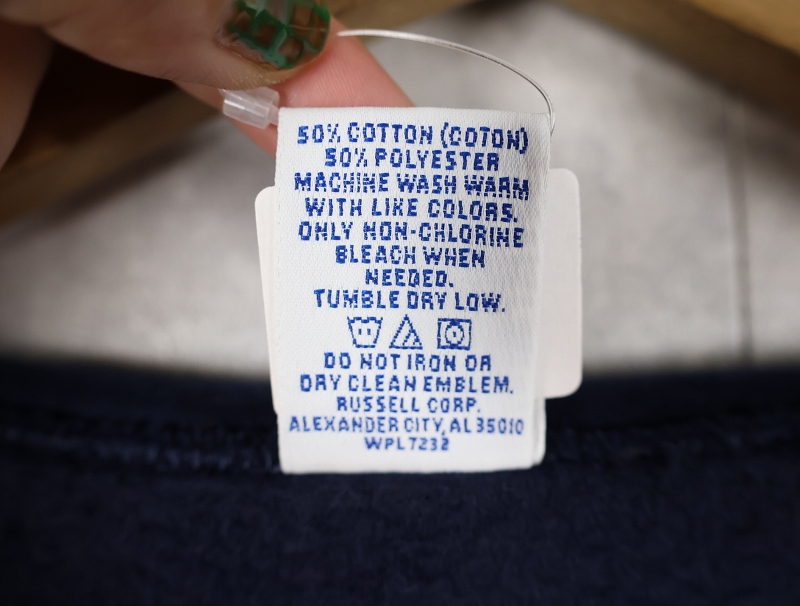 50% COTTON (COTON)
50% POLYESTER
MACHINE WASH WARM
WITH LIKE COLORS.
ONLY NON-CHLORINE
BLEACH WHEN
NEEDED.
TUMBLE DRY LOW.
DO NOT IRON OR
DRY CLEAN EMBLEM.
RUSSELL CORP.
ALEXANDER CITY, AL 35010
WPL 7232